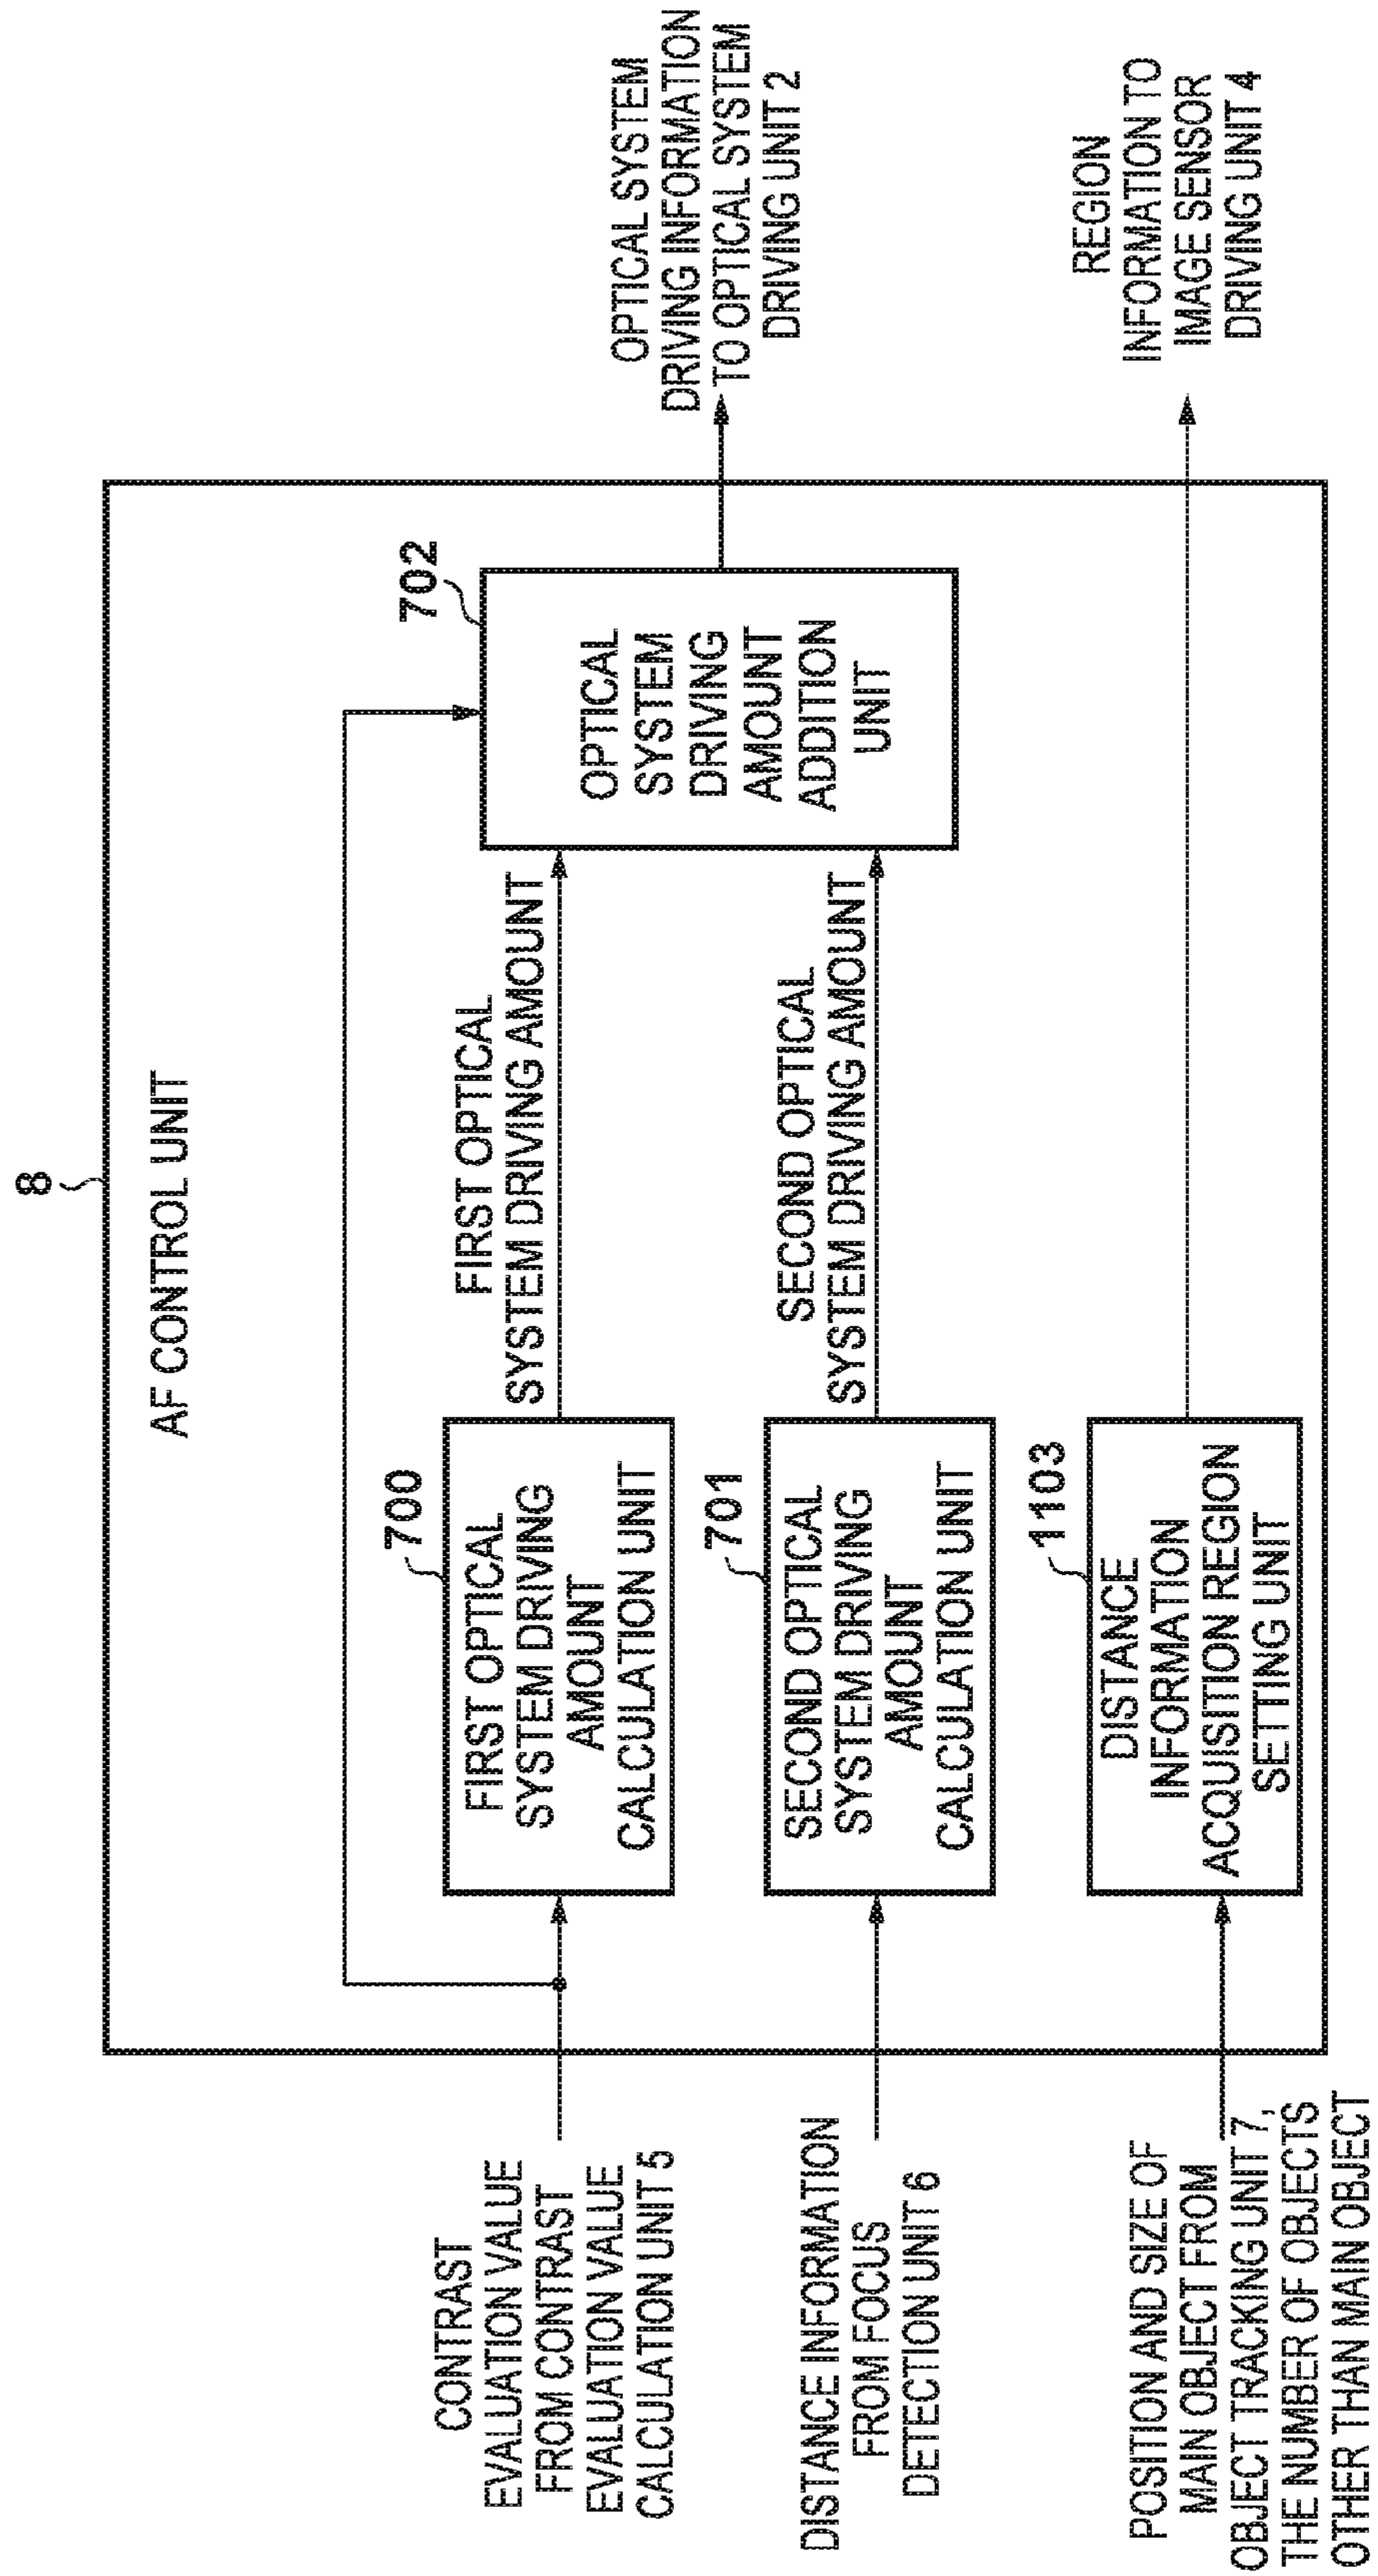 8
AF CONTROL UNIT
CONTRAST
EVALUATION VALUE
FROM CONTRAST
EVALUATION VALUE
CALCULATION UNIT 5
700
FIRST OPTICAL
SYSTEM DRIVING
AMOUNT
CALCULATION UNIT
FIRST OPTICAL
SYSTEM DRIVING AMOUNT
702
OPTICAL
SYSTEM
DRIVING
AMOUNT
ADDITION
UNIT
OPTICAL SYSTEM
DRIVING INFORMATION
TO OPTICAL SYSTEM
DRIVING UNIT 2
DISTANCE INFORMATION
FROM FOCUS
DETECTION UNIT 6
701
SECOND OPTICAL
SYSTEM DRIVING
AMOUNT
CALCULATION UNIT
SECOND OPTICAL
SYSTEM DRIVING AMOUNT
POSITION AND SIZE OF
MAIN OBJECT FROM
OBJECT TRACKING UNIT 7,
THE NUMBER OF OBJECTS
OTHER THAN MAIN OBJECT
1103
DISTANCE
INFORMATION
ACQUISITION REGION
SETTING UNIT
REGION
INFORMATION TO
IMAGE SENSOR
DRIVING UNIT 4